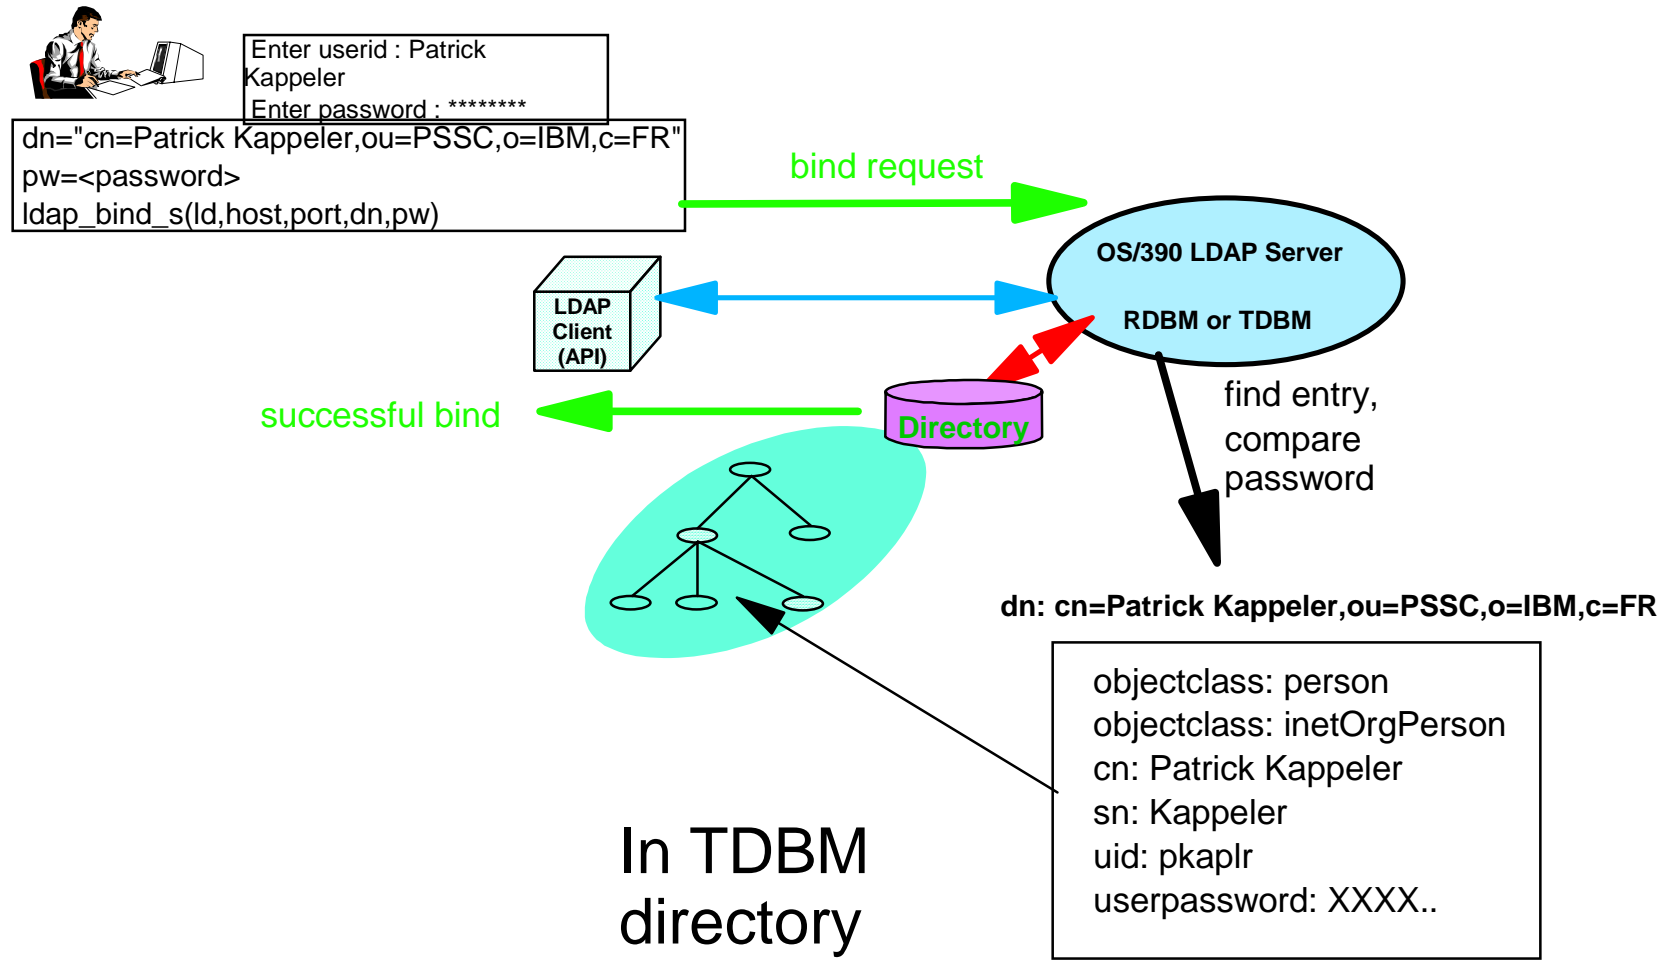 Enter userid : Patrick
Kappeler
Enter password : ********
dn="cn=Patrick Kappeler,ou=PSSC,o=IBM,c=FR"
pw=<password>
ldap_bind_s(ld,host,port,dn,pw)
bind request
OS/390 LDAP Server
RDBM or TDBM
LDAP
Client
(API)
successful bind
Directory
find entry,
compare
password
dn: cn=Patrick Kappeler,ou=PSSC,o=IBM,c=FR
objectclass: person
objectclass: inetOrgPerson
cn: Patrick Kappeler
sn: Kappeler
uid: pkaplr
userpassword: XXXX..
In TDBM
directory